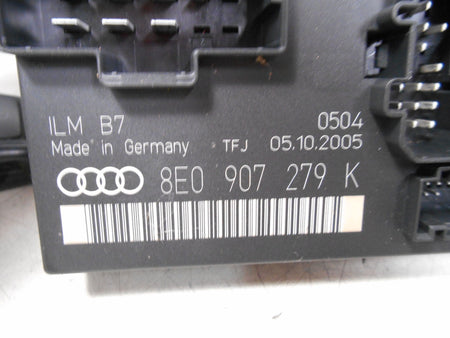 ILM B7 0504
Made in Germany TFJ 05.10.2005
8E0 907 279 K